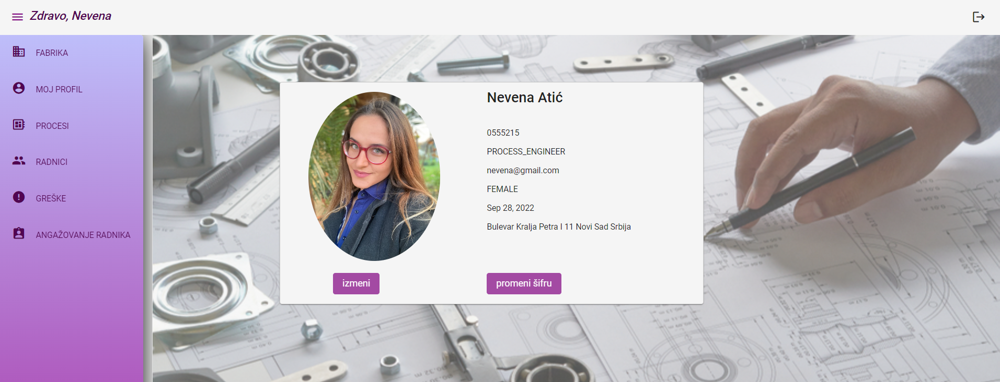 Zdravo, Nevena
FABRIKA
MOJ PROFIL
PROCESI
RADNICI
GREŠKE
ANGAŽOVANJE RADNIKA
Nevena Atić
0555215
PROCESS_ENGINEER
nevena@gmail.com
FEMALE
Sep 28, 2022
Bulevar Kralja Petra I 11 Novi Sad Srbija
izmeni
promeni šifru